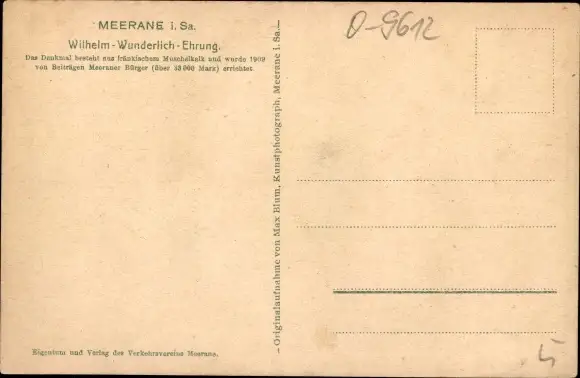 MEERANE i. Sa.
Wilhelm-Wunderlich-Ehrung.
Das Denkmal besteht aus fränkischem Muschelkalk und wurde 1909
von Beiträgen Meeraner Bürger (über 33 000 Marx) errichtet.
Eigentum und Verlag des Verkehrsvereins Meerane.
— Originalaufnahme von Max Blum, Kunstphotograph, Meerane i. Sa. —
O-9612